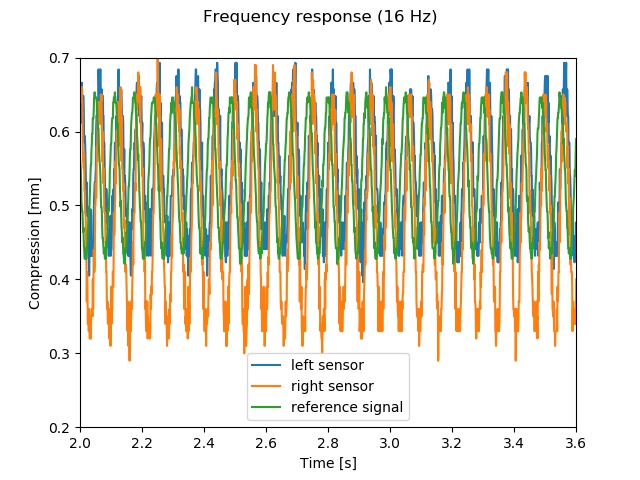 Frequency response (16 Hz)
0.7
0.6
0.5
0.4
0.3
0.2
Compression [mm]
left sensor
right sensor
reference signal
2.0 2.2 2.4 2.6 2.8 3.0 3.2 3.4 3.6
Time [s]